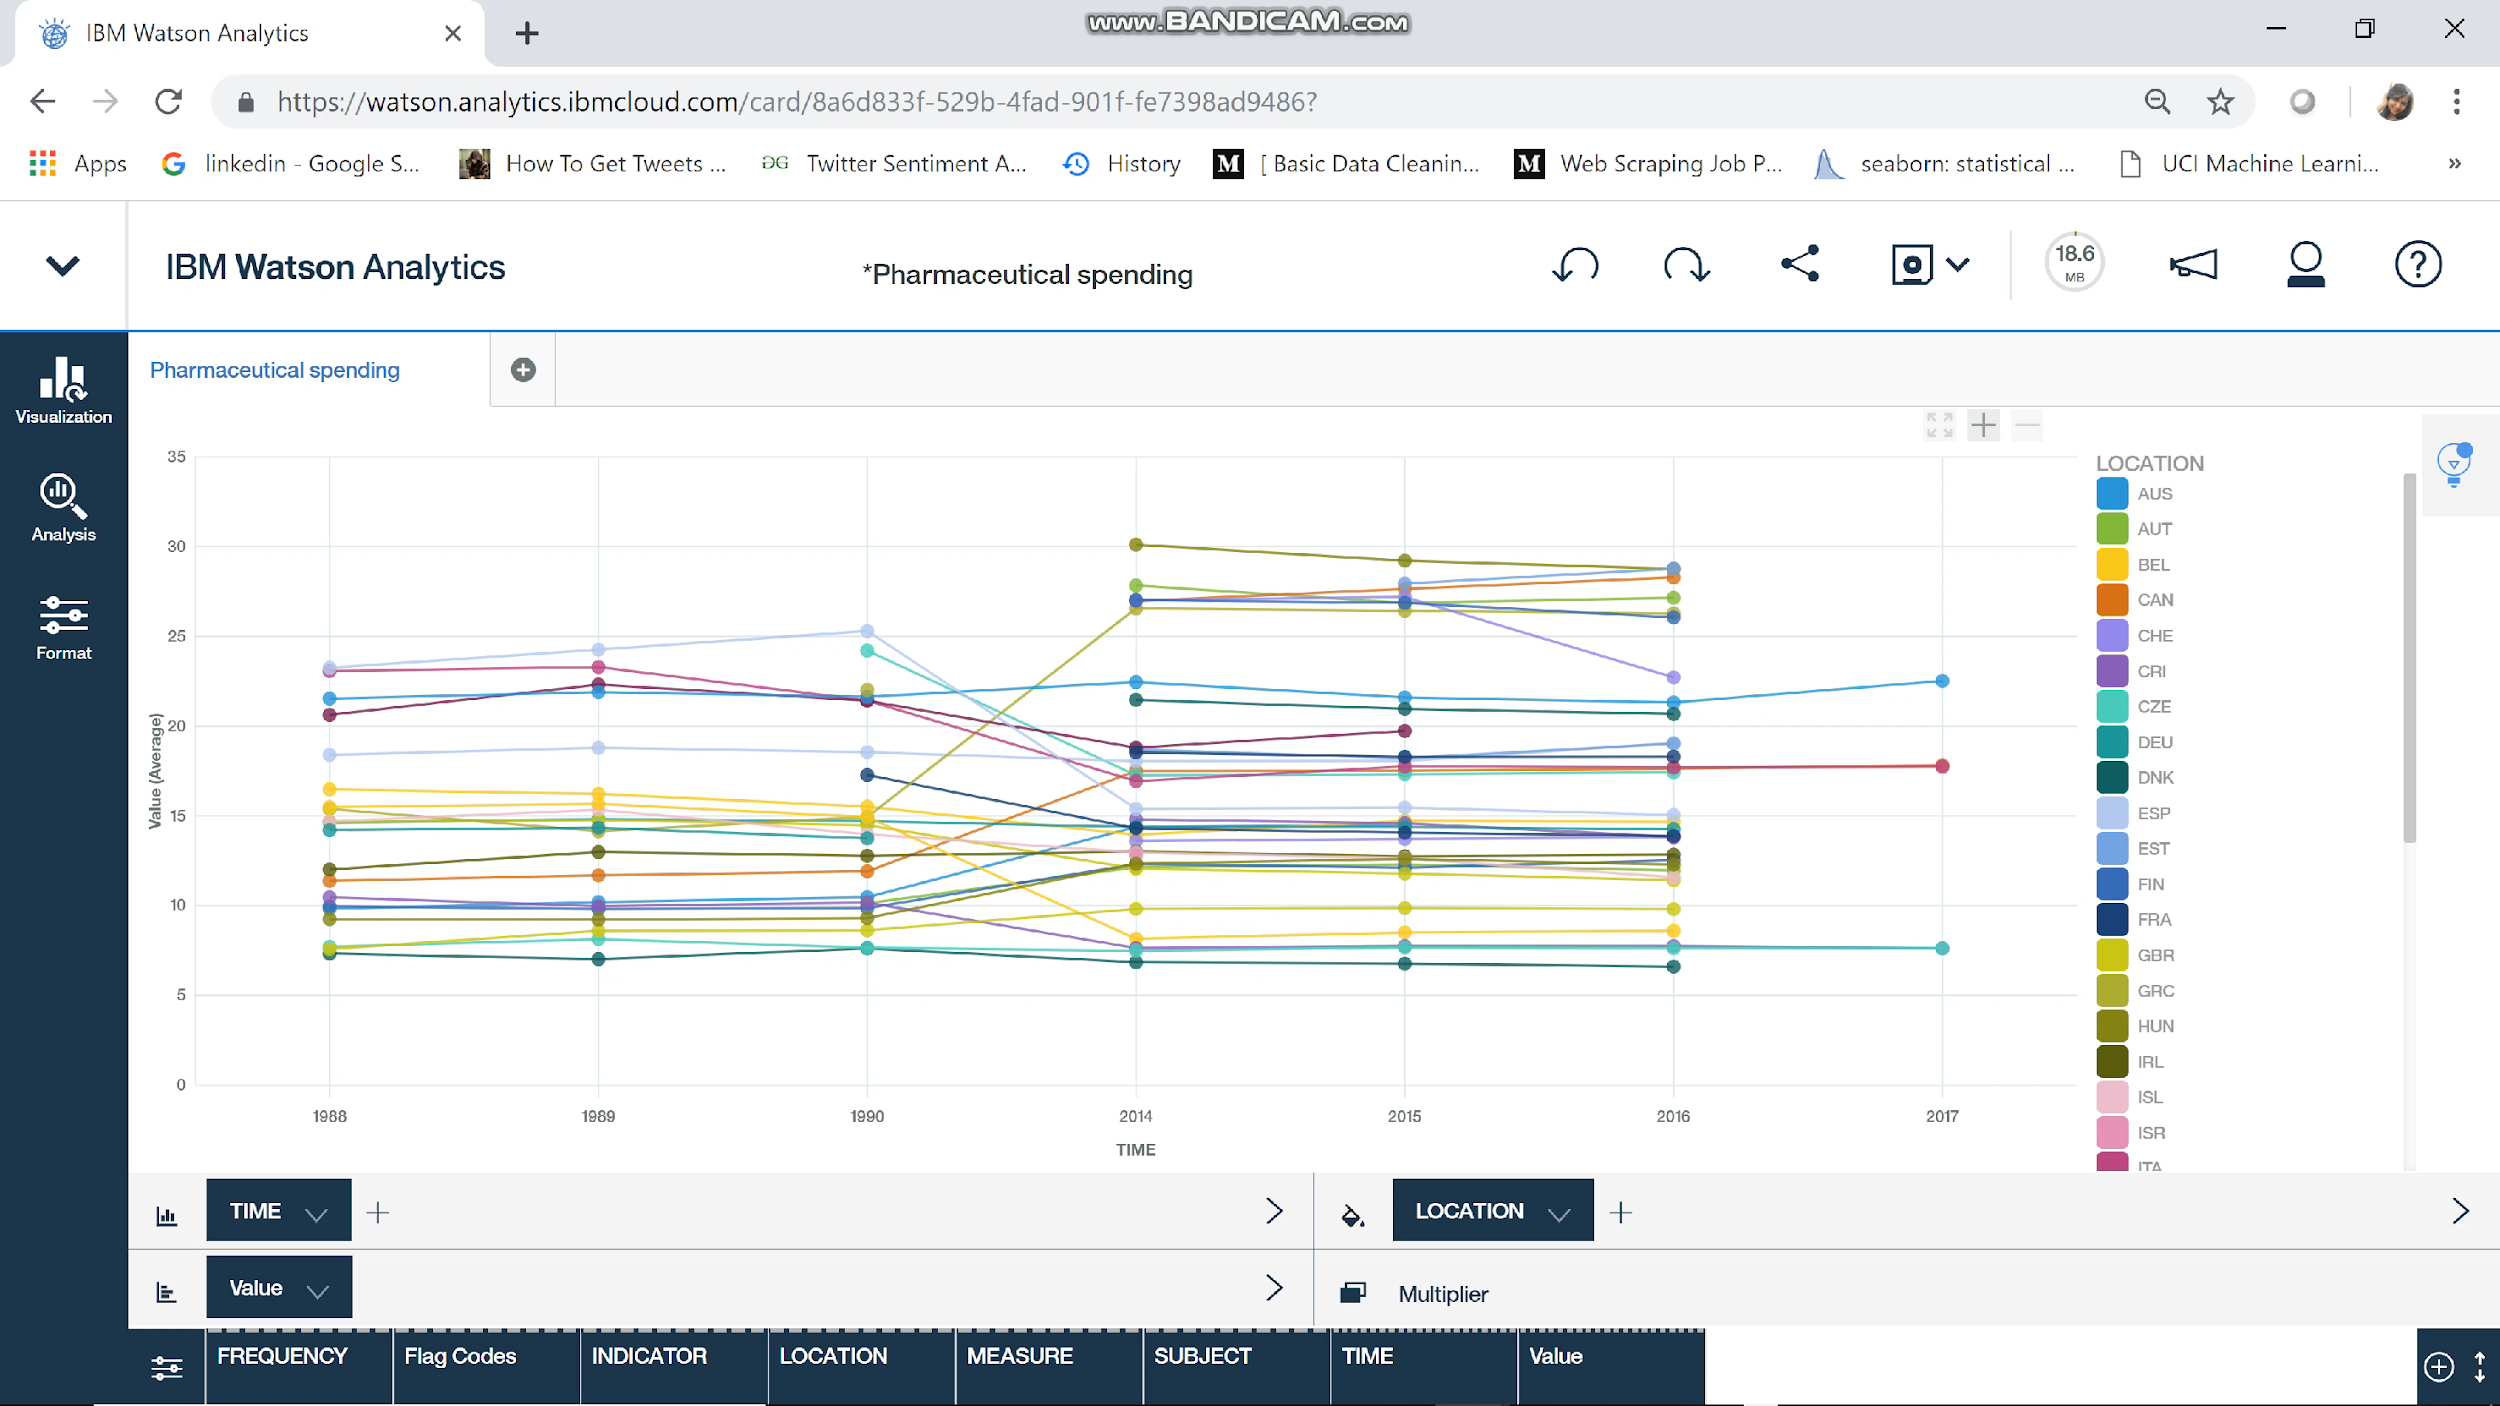 IBM Watson Analytics
www.BANDICAM.com
https://watson.analytics.ibmcloud.com/card/8a6d833f-529b-4fad-901f-fe7398ad9486?
Apps
linkedin - Google S...
How To Get Tweets ...
Twitter Sentiment A...
History
[ Basic Data Cleanin...
Web Scraping Job P...
seaborn: statistical ...
UCI Machine Learni...
IBM Watson Analytics
*Pharmaceutical spending
18.6
MB
Visualization
Analysis
Format
Pharmaceutical spending
35
30
25
20
15
10
5
0
Value (Average)
1988
1989
1990
2014
2015
2016
2017
TIME
LOCATION
AUS
AUT
BEL
CAN
CHE
CRI
CZE
DEU
DNK
ESP
EST
FIN
FRA
GBR
GRC
HUN
IRL
ISL
ISR
ITA
TIME
LOCATION
Value
Multiplier
FREQUENCY
Flag Codes
INDICATOR
LOCATION
MEASURE
SUBJECT
TIME
Value